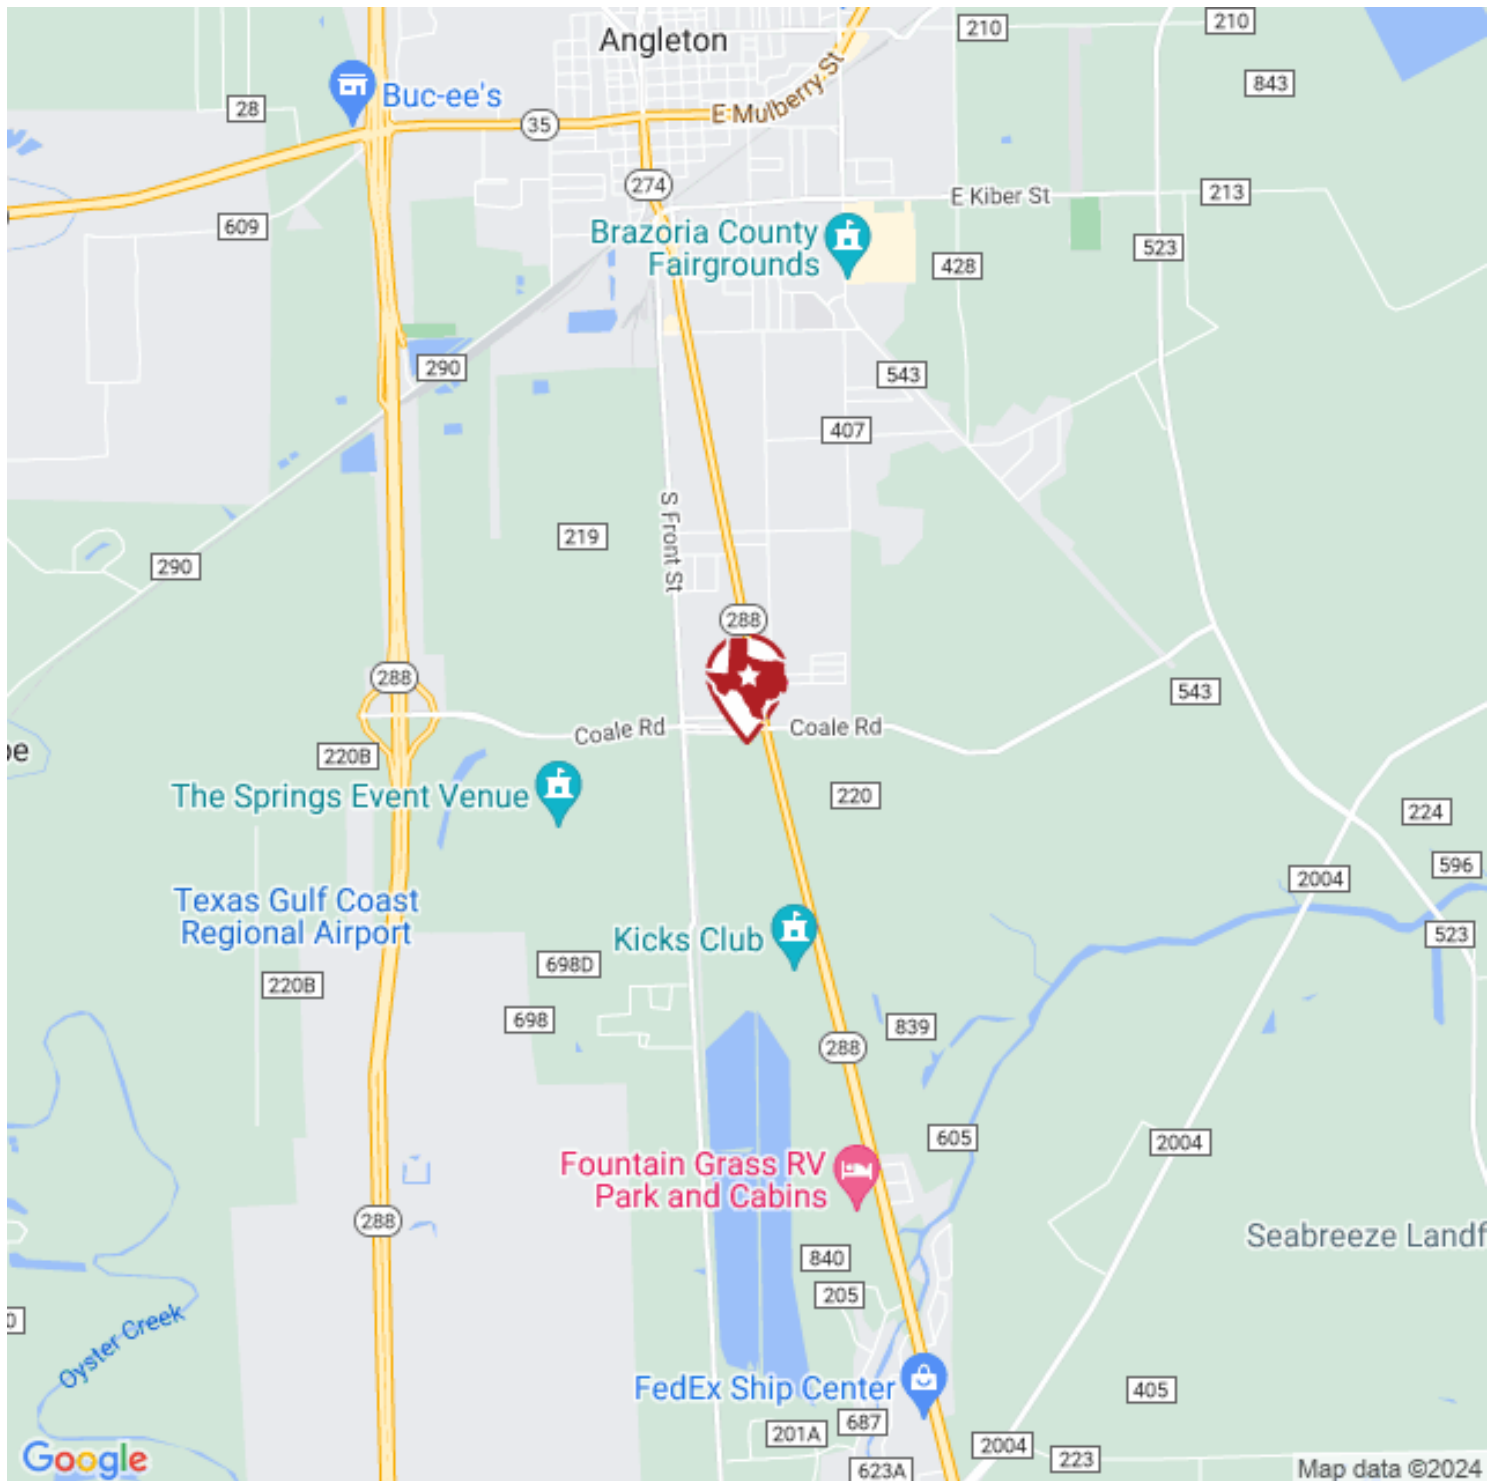 Angleton
210
210
843
Buc-ee's
28
35
E Mulberry St
274
E Kiber St
213
609
Brazoria County
Fairgrounds
523
428
290
543
407
S Front St
219
290
288
288
543
Coale Rd
Coale Rd
220B
The Springs Event Venue
220
224
596
2004
Texas Gulf Coast
Regional Airport
Kicks Club
523
698D
220B
698
839
288
605
2004
Fountain Grass RV
Park and Cabins
288
Seabreeze Landf
840
205
Oyster Creek
FedEx Ship Center
405
687
201A
2004
223
623A
Google
Map data ©2024